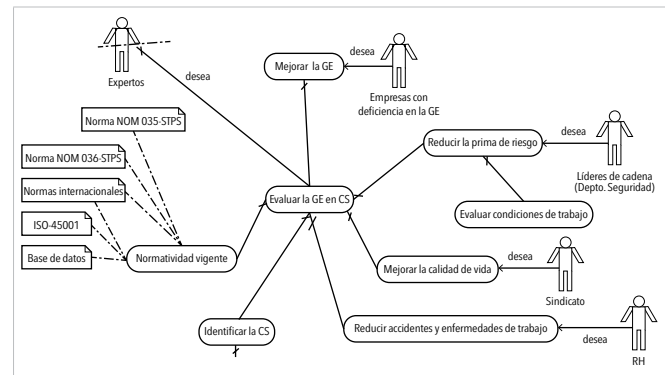 desea
Mejorar la GE
Expertos
desea
Empresas con
deficiencia en la GE
Norma NOM 035-STPS
desea
Norma NOM 036-STPS
Reducir la prima de riesgo
Líderes de cadena
(Depto. Seguridad)
Normas internacionales
Evaluar la GE en CS
Evaluar condiciones de trabajo
ISO-45001
desea
Base de datos
Normatividad vigente
Mejorar la calidad de vida
Sindicato
Identificar la CS
Reducir accidentes y enfermedades de trabajo
desea
RH